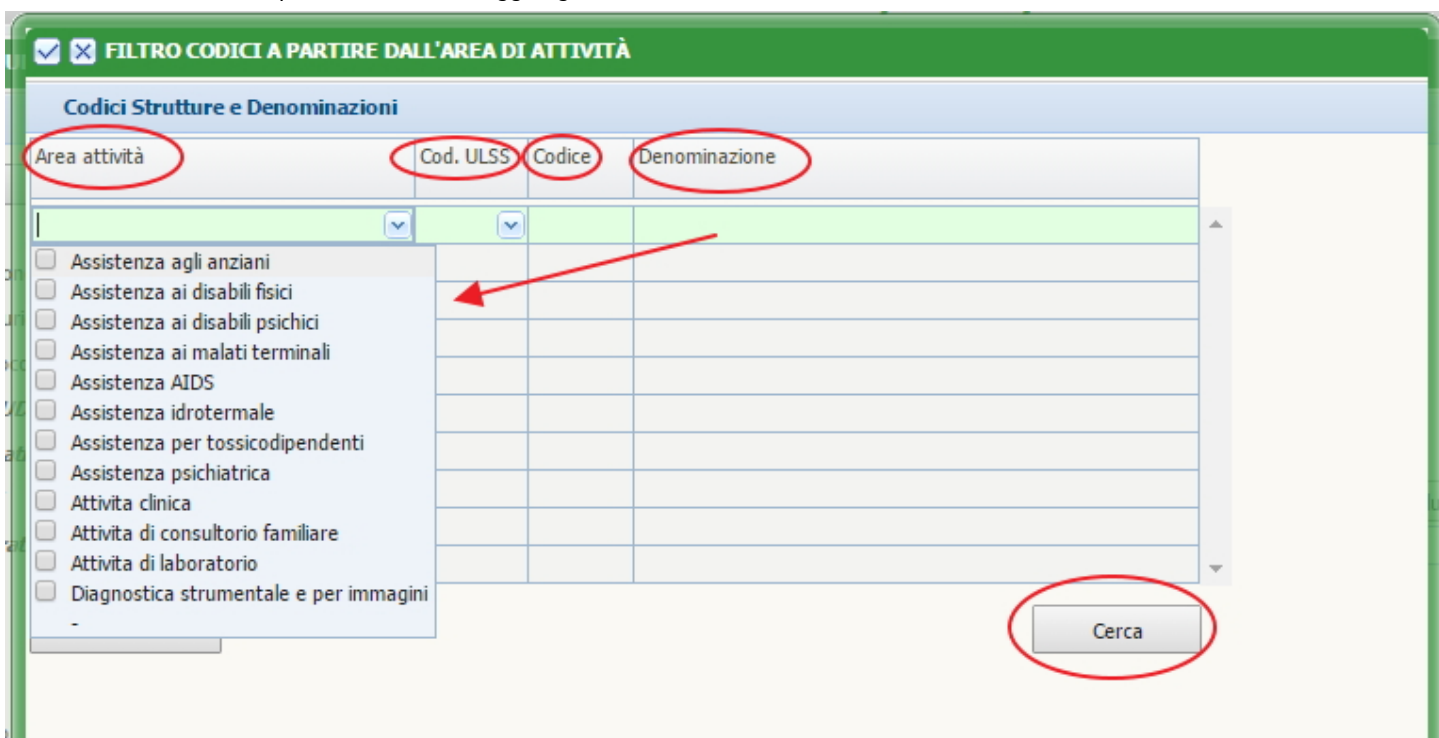 FILTRO CODICI A PARTIRE DALL'AREA DI ATTIVITÀ
Codici Strutture e Denominazioni
Area attività Cod. ULSS Codice Denominazione
Assistenza agli anziani
Assistenza ai disabili fisici
Assistenza ai disabili psichici
Assistenza ai malati terminali
Assistenza AIDS
Assistenza idrotermale
Assistenza per tossicodipendenti
Assistenza psichiatrica
Attivita clinica
Attivita di consultorio familiare
Attivita di laboratorio
Diagnostica strumentale e per immagini
-
Cerca